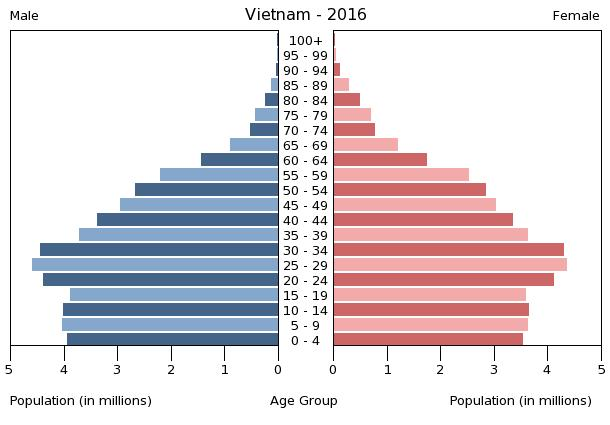 Vietnam - 2016
Male
Female
100+
95 - 99
90 - 94
85 - 89
80 - 84
75 - 79
70 - 74
65 - 69
60 - 64
55 - 59
50 - 54
45 - 49
40 - 44
35 - 39
30 - 34
25 - 29
20 - 24
15 - 19
10 - 14
5 - 9
0 - 4
5 4 3 2 1 0 0 1 2 3 4 5
Population (in millions) Age Group Population (in millions)